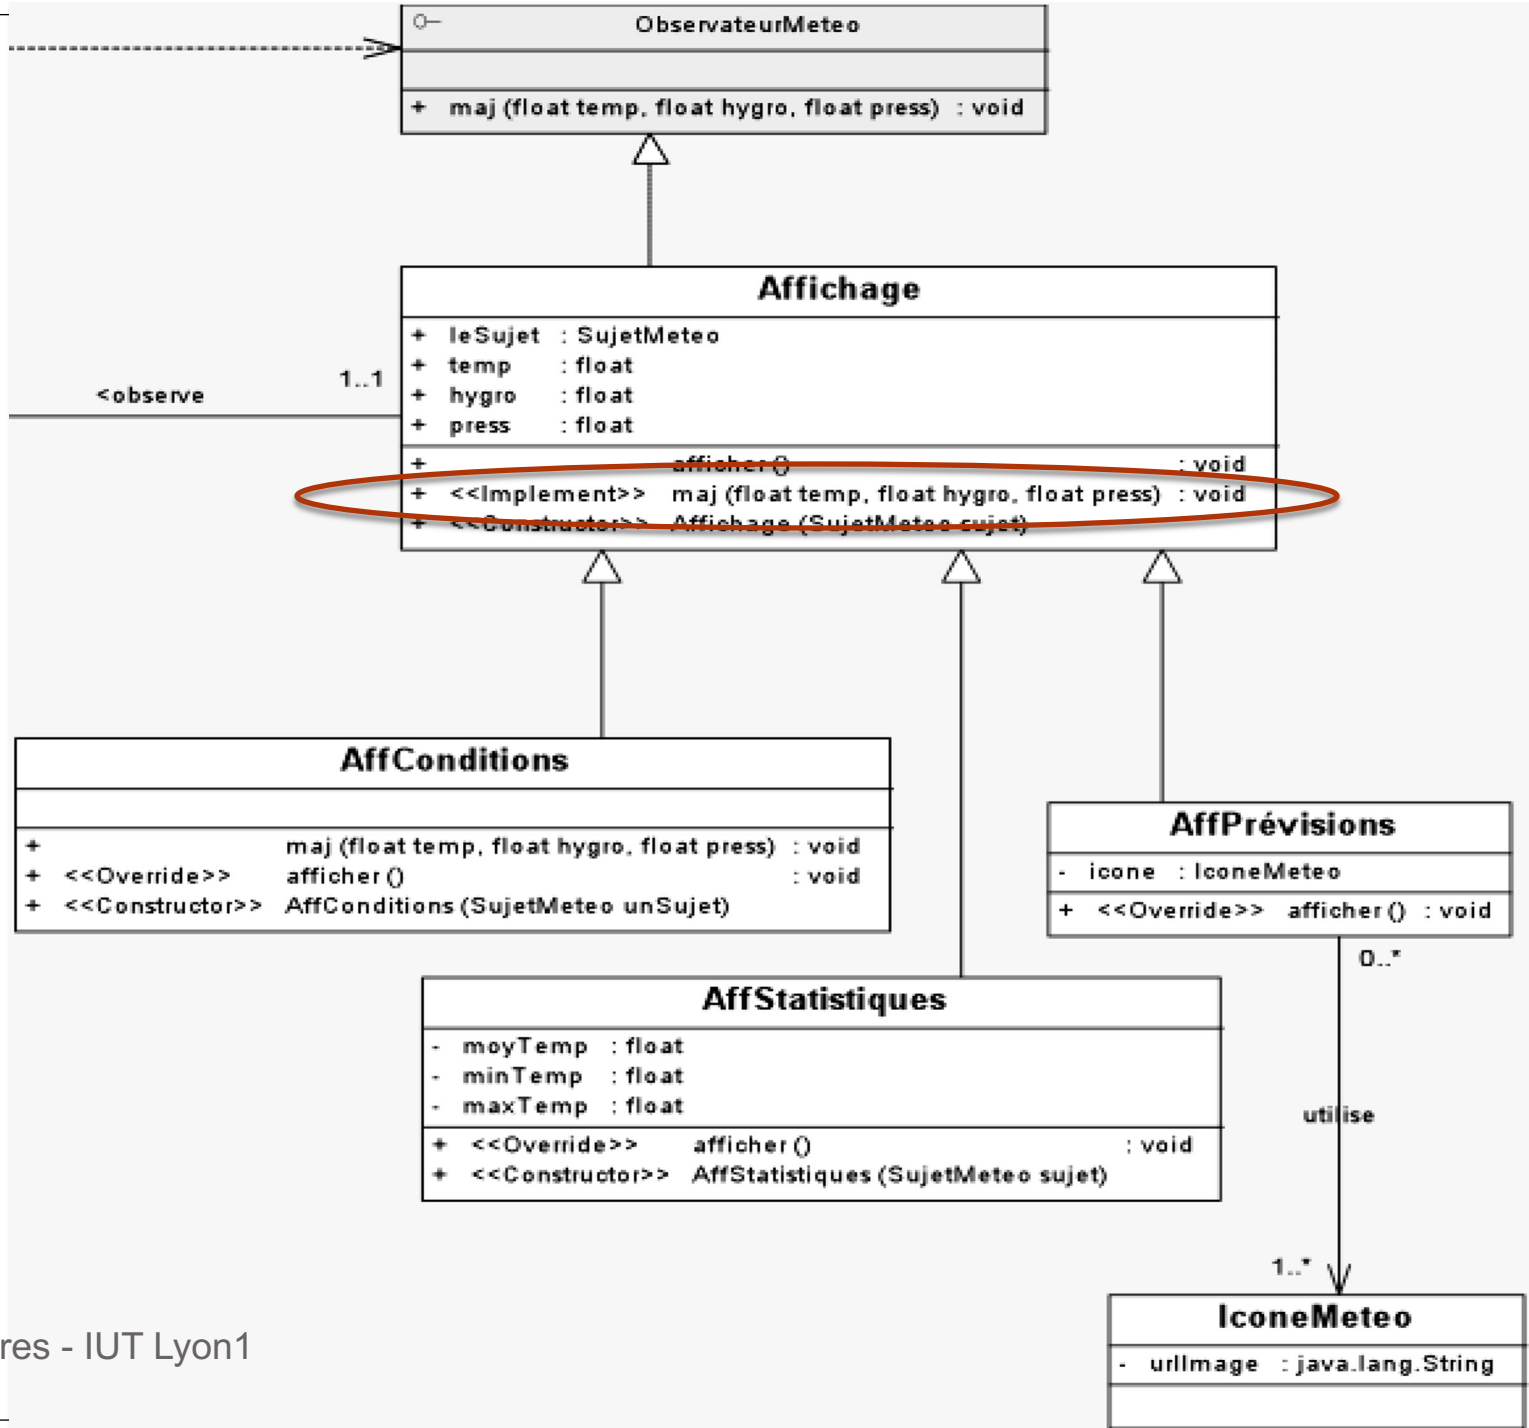 ObservateurMeteo
+ maj (float temp, float hygro, float press) : void
Affichage
+ leSujet : SujetMeteo
+ temp : float
+ hygro : float
+ press : float
1..1
<observe
+ afficher () : void
+ <<Implement>> maj (float temp, float hygro, float press) : void
+ <<Constructor>> Affichage (SujetMeteo sujet)
AffConditions
+ maj (float temp, float hygro, float press) : void
+ <<Override>> afficher () : void
+ <<Constructor>> AffConditions (SujetMeteo unSujet)
AffPrévisions
- icone : IconeMeteo
+ <<Override>> afficher () : void
0..*
AffStatistiques
- moyTemp : float
- minTemp : float
- maxTemp : float
+ <<Override>> afficher () : void
+ <<Constructor>> AffStatistiques (SujetMeteo sujet)
utilise
1..*
IconeMeteo
- urlImage : java.lang.String
res - IUT Lyon1